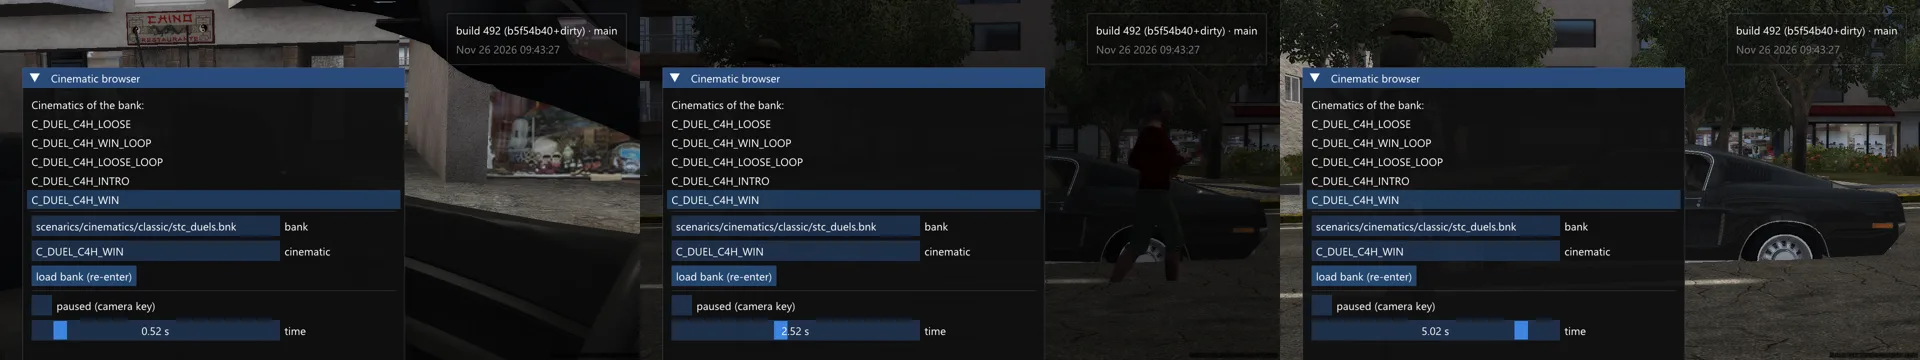 CHINO
RESTAURANTE
build 492 (b5f54b40+dirty) · main
Nov 26 2026 09:43:27
Cinematic browser
Cinematics of the bank:
C_DUEL_C4H_LOOSE
C_DUEL_C4H_WIN_LOOP
C_DUEL_C4H_LOOSE_LOOP
C_DUEL_C4H_INTRO
C_DUEL_C4H_WIN
scenarics/cinematics/classic/stc_duels.bnk bank
C_DUEL_C4H_WIN cinematic
load bank (re-enter)
paused (camera key)
0.52 s time
build 492 (b5f54b40+dirty) · main
Nov 26 2026 09:43:27
Cinematic browser
Cinematics of the bank:
C_DUEL_C4H_LOOSE
C_DUEL_C4H_WIN_LOOP
C_DUEL_C4H_LOOSE_LOOP
C_DUEL_C4H_INTRO
C_DUEL_C4H_WIN
scenarics/cinematics/classic/stc_duels.bnk bank
C_DUEL_C4H_WIN cinematic
load bank (re-enter)
paused (camera key)
2.52 s time
build 492 (b5f54b40+dirty) · main
Nov 26 2026 09:43:27
Cinematic browser
Cinematics of the bank:
C_DUEL_C4H_LOOSE
C_DUEL_C4H_WIN_LOOP
C_DUEL_C4H_LOOSE_LOOP
C_DUEL_C4H_INTRO
C_DUEL_C4H_WIN
scenarics/cinematics/classic/stc_duels.bnk bank
C_DUEL_C4H_WIN cinematic
load bank (re-enter)
paused (camera key)
5.02 s time